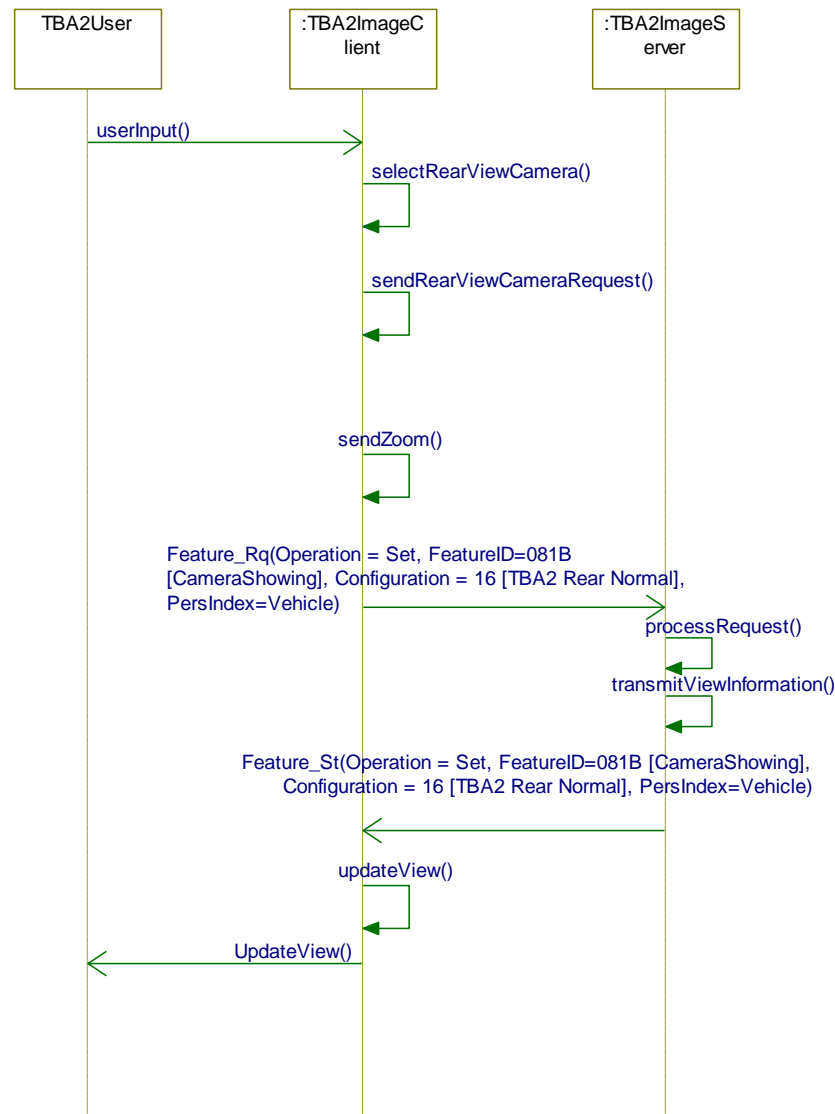 TBA2User
:TBA2ImageC
lient
:TBA2ImageS
erver
userInput()
selectRearViewCamera()
sendRearViewCameraRequest()
sendZoom()
Feature_Rq(Operation = Set, FeatureID=081B
[CameraShowing], Configuration = 16 [TBA2 Rear Normal],
PersIndex=Vehicle)
processRequest()
transmitViewInformation()
Feature_St(Operation = Set, FeatureID=081B [CameraShowing],
Configuration = 16 [TBA2 Rear Normal], PersIndex=Vehicle)
updateView()
UpdateView()